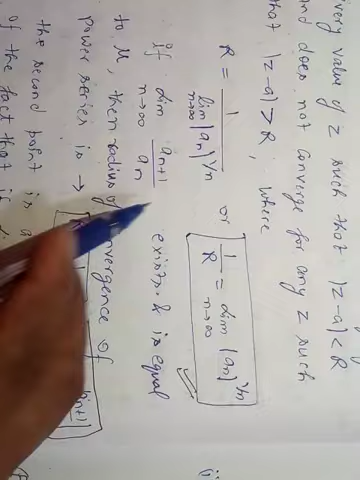 every value of z such that |z-a| < R
and does not converge for any z such
that |z-a| > R, where
R = 1 / lim n→∞ |an|^1/n or 1/R = lim n→∞ |an|^1/n
If lim n→∞ an+1 / an exists & is equal
to M, then radius of convergence of
power series is →
the second point is a
of the fact that if